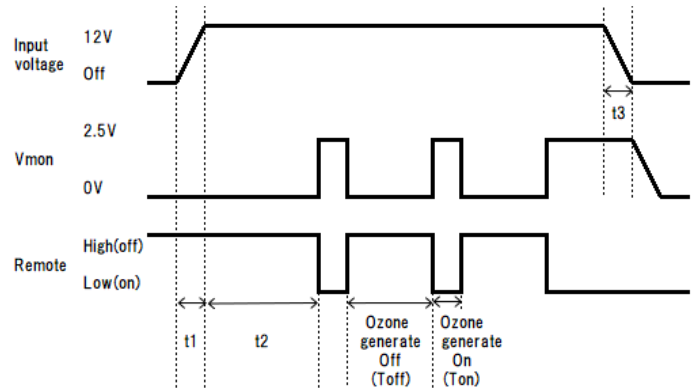 Input
voltage
12V
Off
t3
Vmon
2.5V
0V
Remote
High(off)
Low(on)
t1
t2
Ozone
generate
Off
(Toff)
Ozone
generate
On
(Ton)